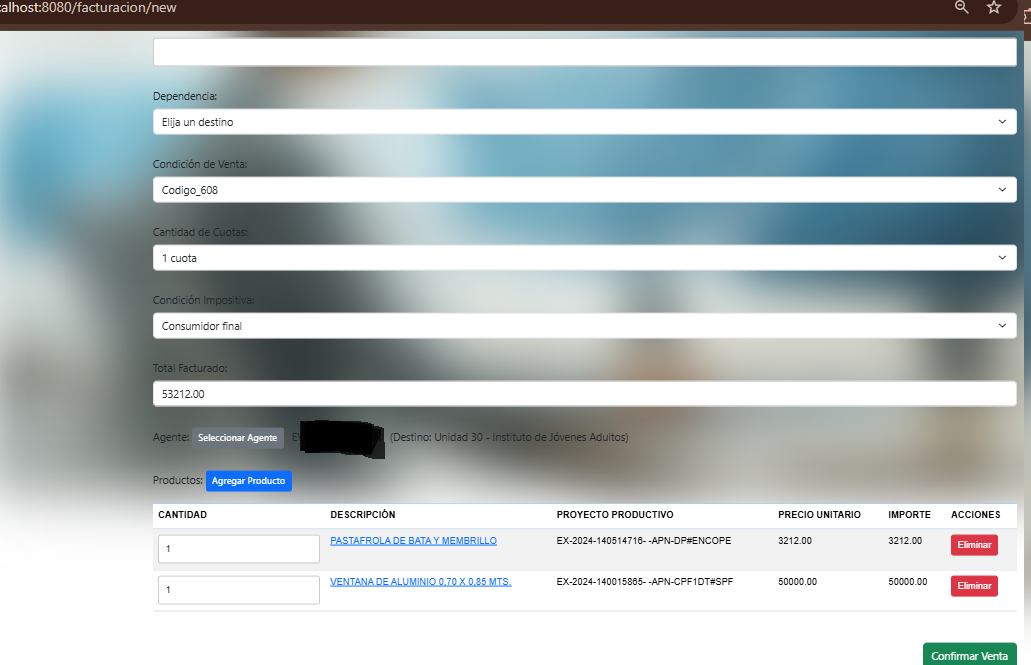 calhost:8080/facturacion/new
Dependencia:
Elija un destino
Condición de Venta:
Codigo_608
Cantidad de Cuotas:
1 cuota
Condición Impositiva:
Consumidor final
Total Facturado:
53212.00
Agente: Seleccionar Agente (Destino: Unidad 30 - Instituto de Jóvenes Adultos)
Productos: Agregar Producto
CANTIDAD DESCRIPCIÓN PROYECTO PRODUCTIVO PRECIO UNITARIO IMPORTE ACCIONES
1 PASTAFROLA DE BATA Y MEMBRILLO EX-2024-140514716- -APN-DP#ENCOPE 3212.00 3212.00 Eliminar
1 VENTANA DE ALUMINIO 0,70 X 0.85 MTS. EX-2024-140015865- -APN-CPF1DT#SPF 50000.00 50000.00 Eliminar
Confirmar Venta